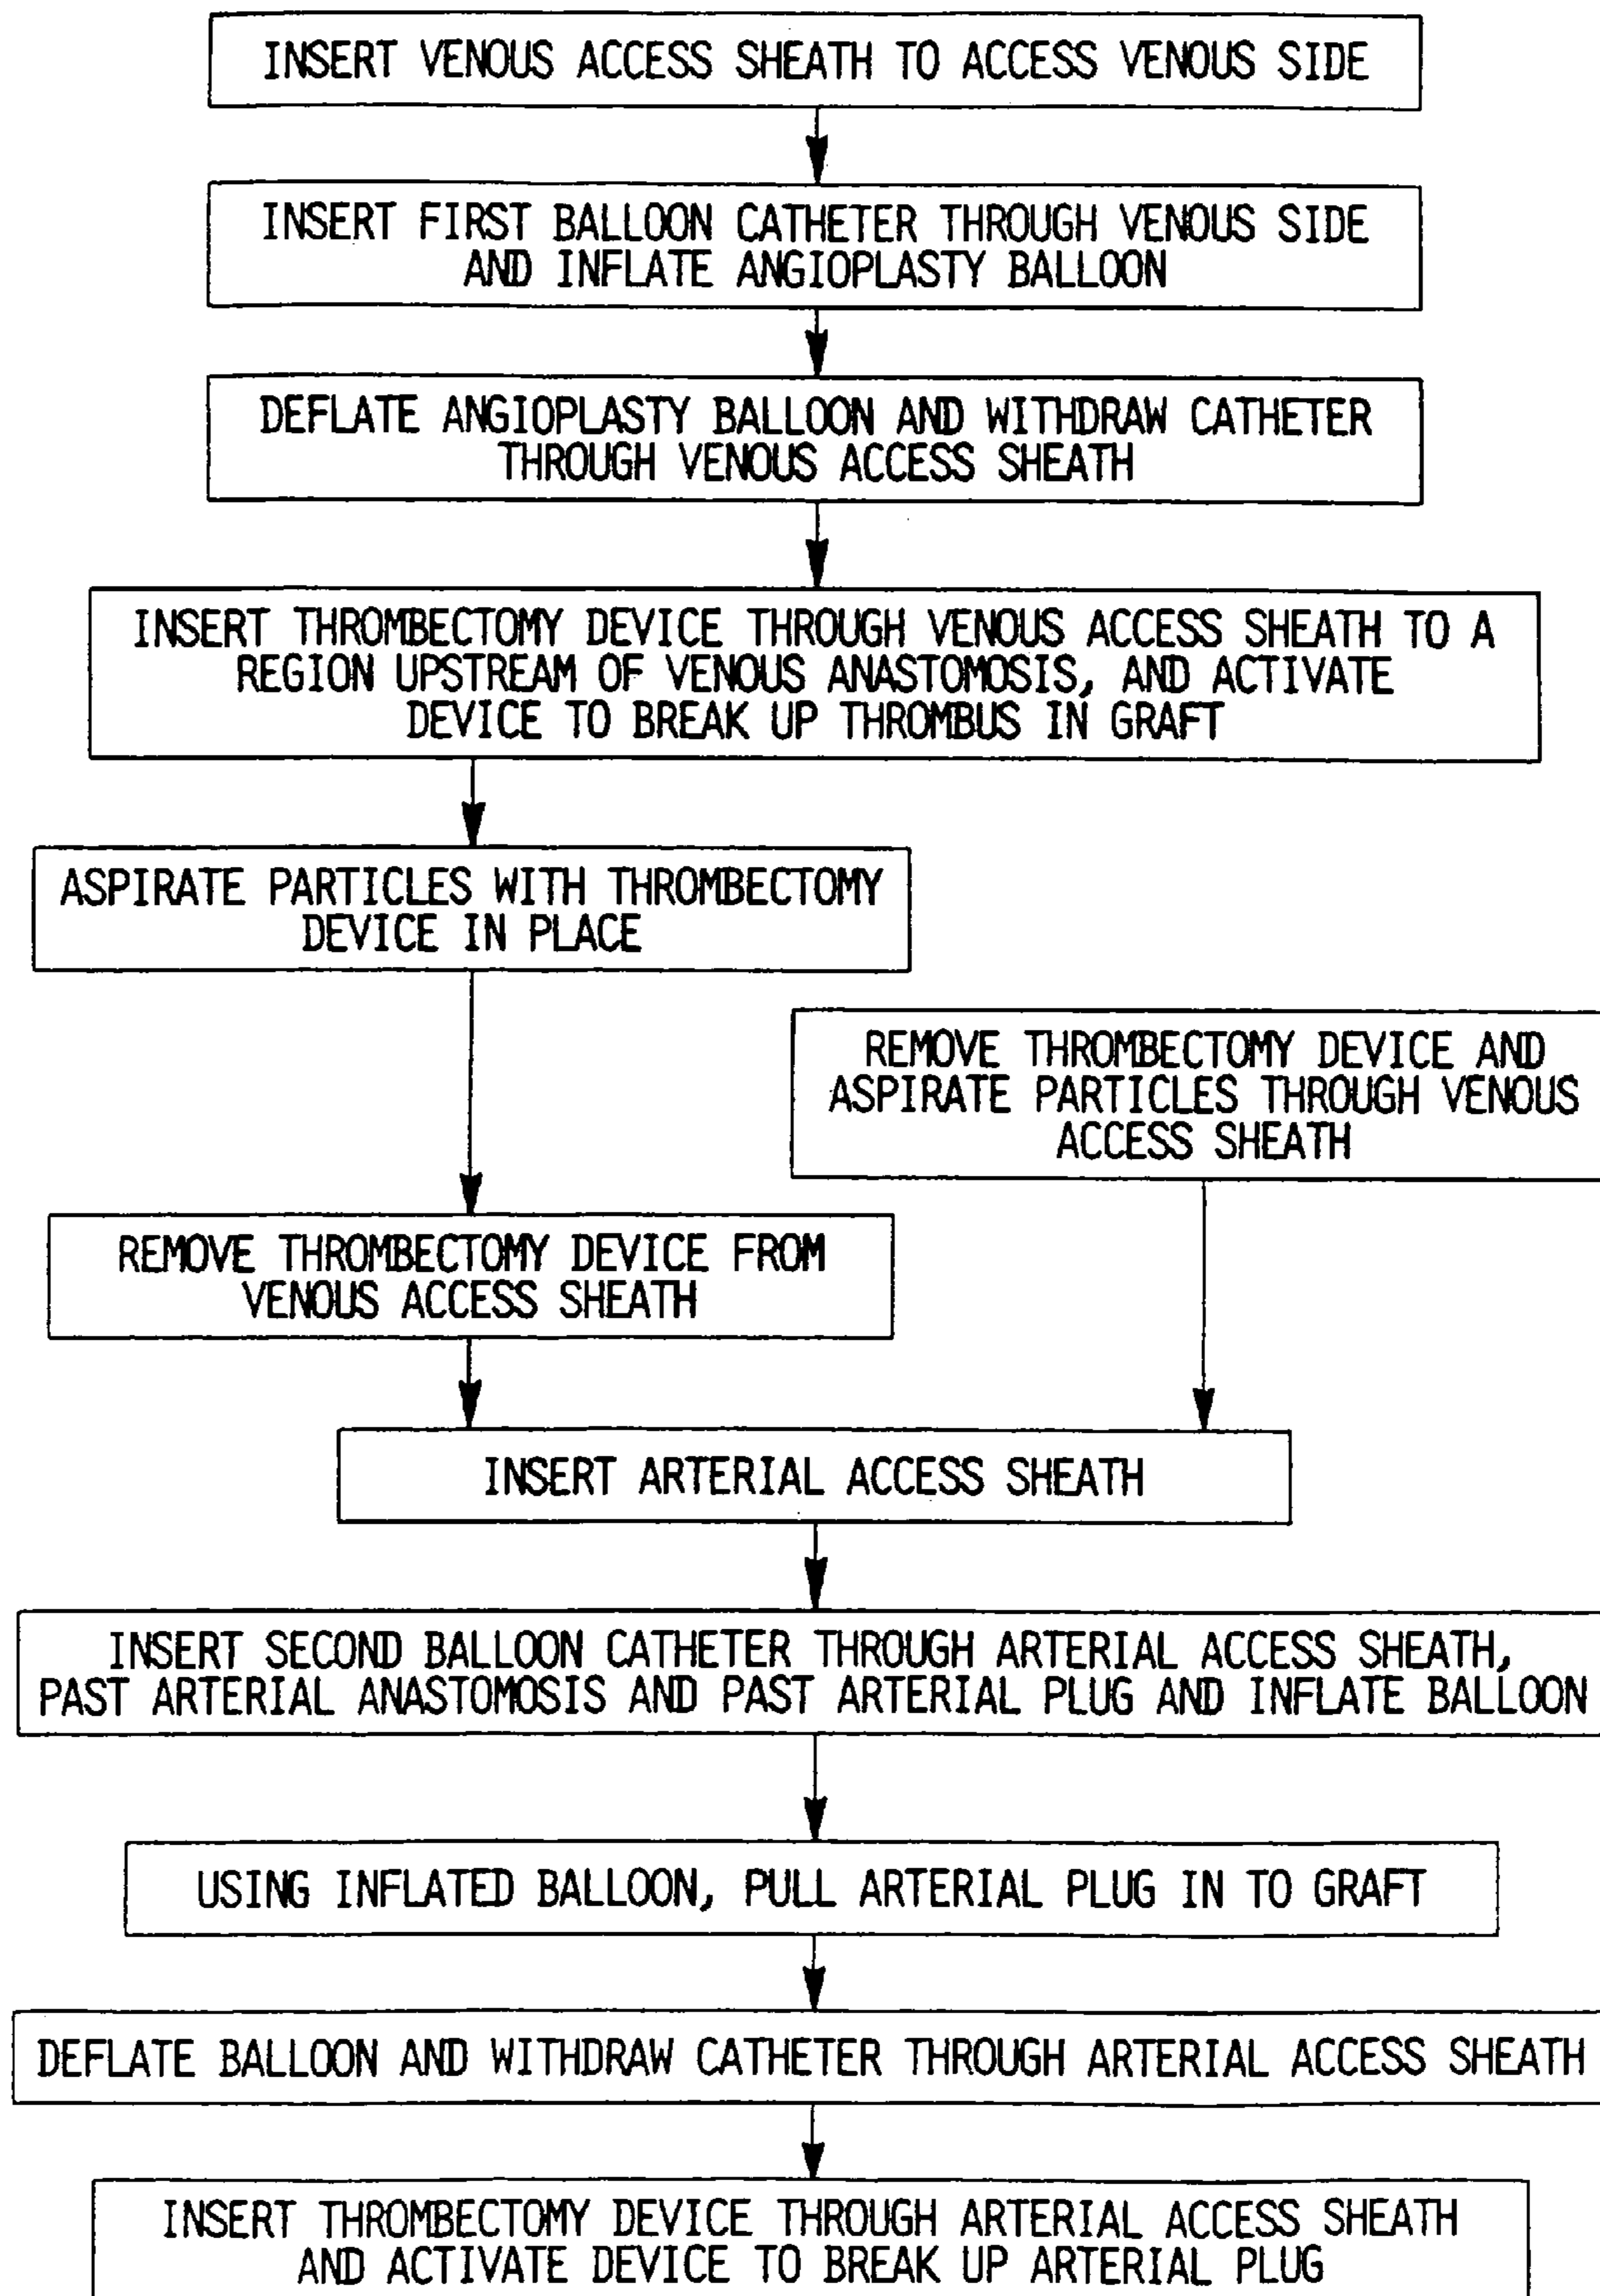 INSERT VENOUS ACCESS SHEATH TO ACCESS VENOUS SIDE
INSERT FIRST BALLOON CATHETER THROUGH VENOUS SIDE
AND INFLATE ANGIOPLASTY BALLOON
DEFLATE ANGIOPLASTY BALLOON AND WITHDRAW CATHETER
THROUGH VENOUS ACCESS SHEATH
INSERT THROMBECTOMY DEVICE THROUGH VENOUS ACCESS SHEATH TO A
REGION UPSTREAM OF VENOUS ANASTOMOSIS, AND ACTIVATE
DEVICE TO BREAK UP THROMBUS IN GRAFT
ASPIRATE PARTICLES WITH THROMBECTOMY
DEVICE IN PLACE
REMOVE THROMBECTOMY DEVICE AND
ASPIRATE PARTICLES THROUGH VENOUS
ACCESS SHEATH
REMOVE THROMBECTOMY DEVICE FROM
VENOUS ACCESS SHEATH
INSERT ARTERIAL ACCESS SHEATH
INSERT SECOND BALLOON CATHETER THROUGH ARTERIAL ACCESS SHEATH,
PAST ARTERIAL ANASTOMOSIS AND PAST ARTERIAL PLUG AND INFLATE BALLOON
USING INFLATED BALLOON, PULL ARTERIAL PLUG IN TO GRAFT
DEFLATE BALLOON AND WITHDRAW CATHETER THROUGH ARTERIAL ACCESS SHEATH
INSERT THROMBECTOMY DEVICE THROUGH ARTERIAL ACCESS SHEATH
AND ACTIVATE DEVICE TO BREAK UP ARTERIAL PLUG